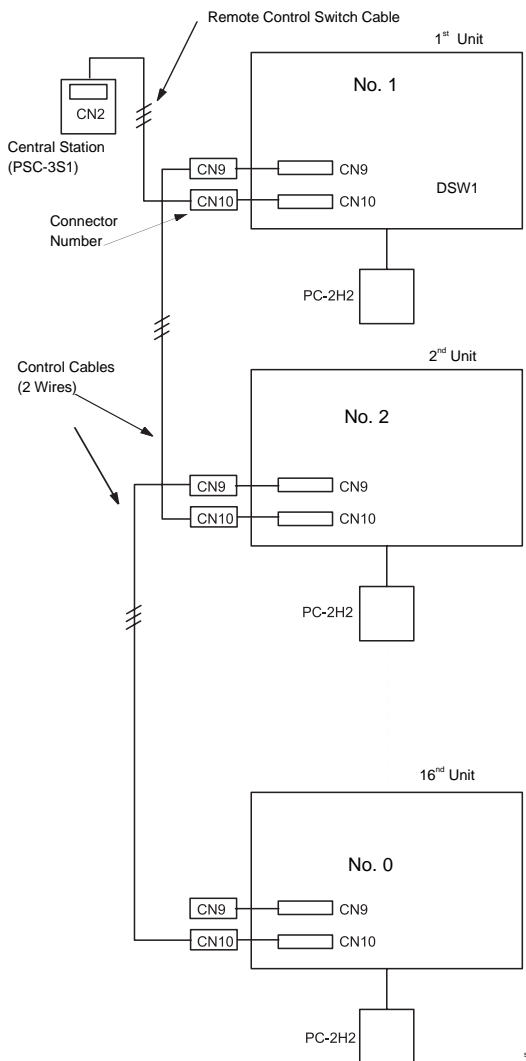 Remote Control Switch Cable
1st Unit
No. 1
CN2
Central Station
(PSC-3S1)
CN9
CN9
CN10
CN10
DSW1
Connector
Number
PC-2H2
Control Cables
(2 Wires)
2nd Unit
No. 2
CN9
CN9
CN10
CN10
PC-2H2
16nd Unit
No. 0
CN9
CN9
CN10
CN10
PC-2H2